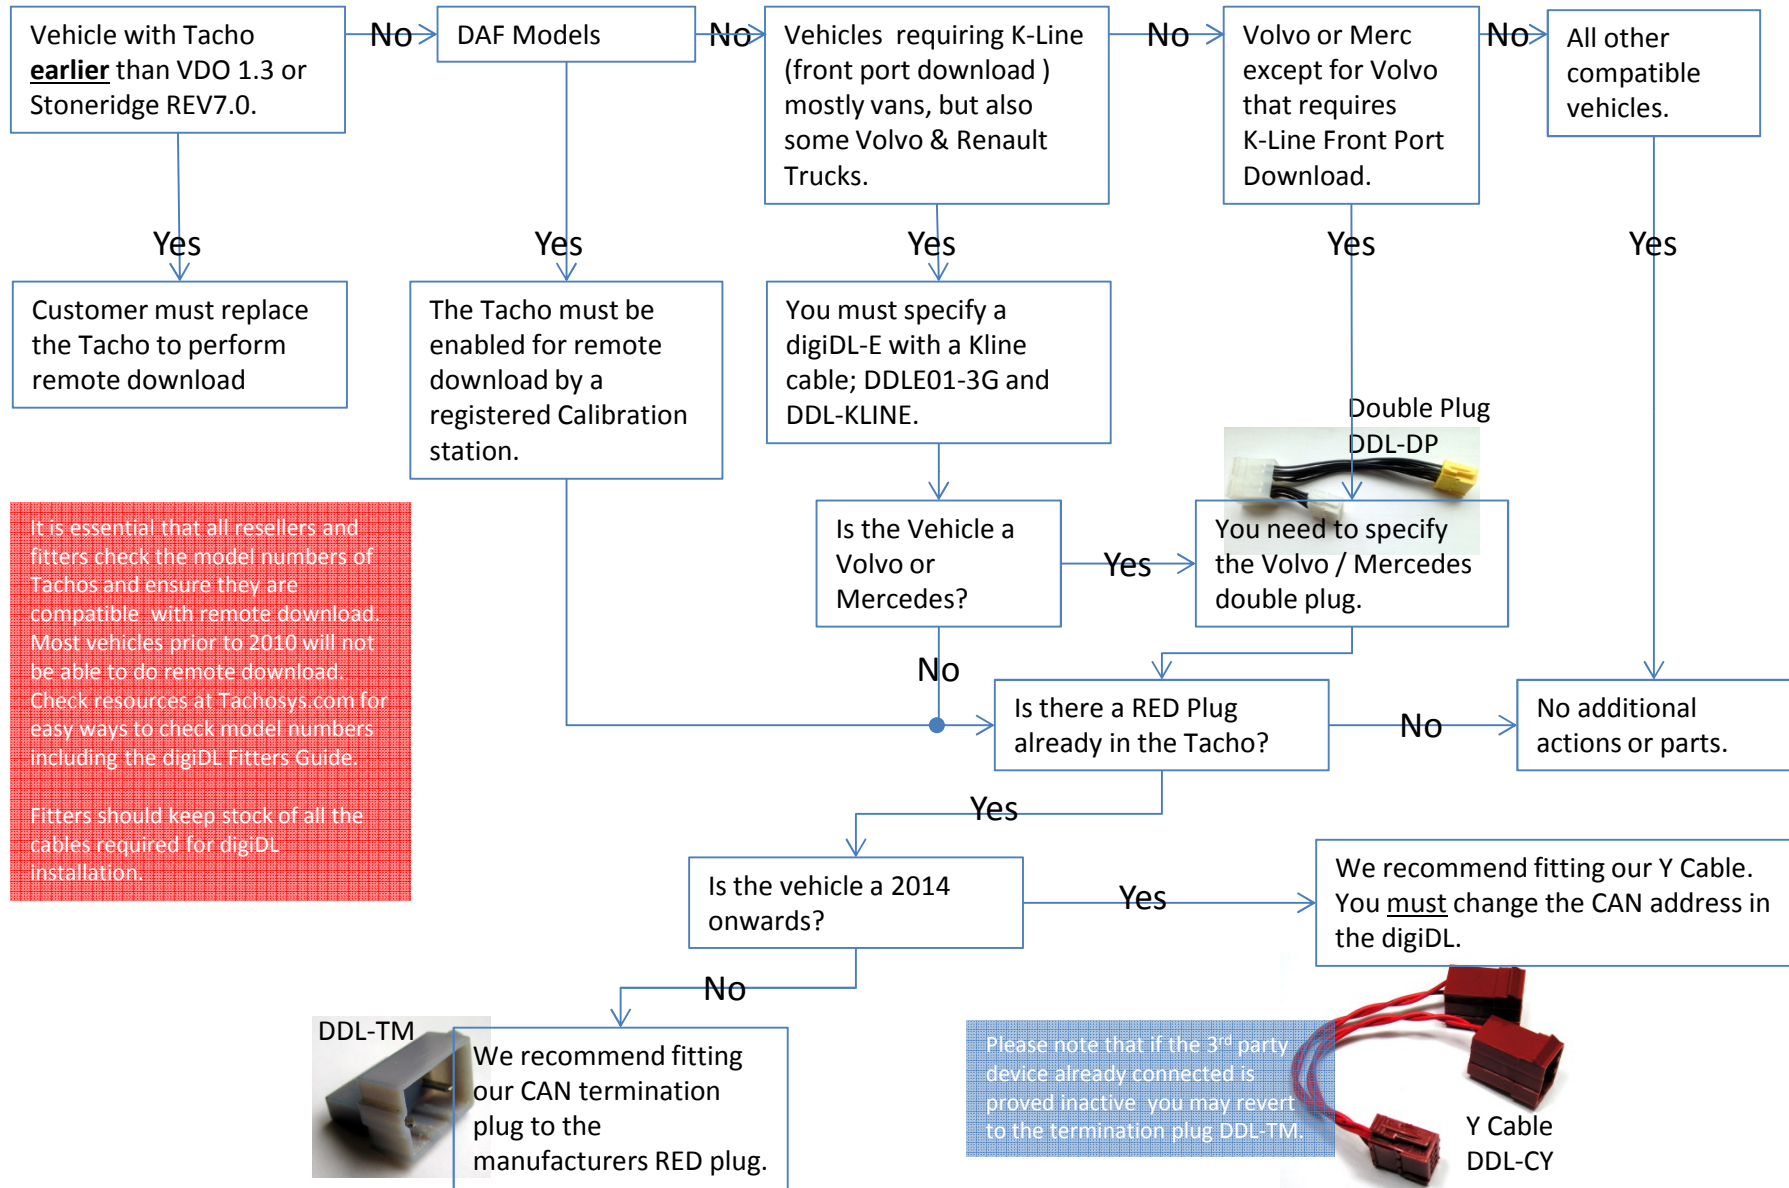 Vehicle with Tacho
earlier than VDO 1.3 or
Stoneridge REV7.0.
No
DAF Models
No
Vehicles requiring K-Line
(front port download )
mostly vans, but also
some Volvo & Renault
Trucks.
No
Volvo or Merc
except for Volvo
that requires
K-Line Front Port
Download.
No
All other
compatible
vehicles.
Yes
Yes
Yes
Yes
Yes
Customer must replace
the Tacho to perform
remote download
The Tacho must be
enabled for remote
download by a
registered Calibration
station.
You must specify a
digiDL-E with a Kline
cable; DDLE01-3G and
DDL-KLINE.
Double Plug
DDL-DP
It is essential that all resellers and
fitters check the model numbers of
Tachos and ensure they are
compatible with remote download.
Most vehicles prior to 2010 will not
be able to do remote download.
Check resources at Tachosys.com for
easy ways to check model numbers
including the digiDL Fitters Guide.
Fitters should keep stock of all the
cables required for digiDL
installation.
Is the Vehicle a
Volvo or
Mercedes?
Yes
You need to specify
the Volvo / Mercedes
double plug.
No
Is there a RED Plug
already in the Tacho?
No
No additional
actions or parts.
Yes
Is the vehicle a 2014
onwards?
Yes
We recommend fitting our Y Cable.
You must change the CAN address in
the digiDL.
No
DDL-TM
We recommend fitting
our CAN termination
plug to the
manufacturers RED plug.
Please note that if the 3rd party
device already connected is
proved inactive you may revert
to the termination plug DDL-TM.
Y Cable
DDL-CY